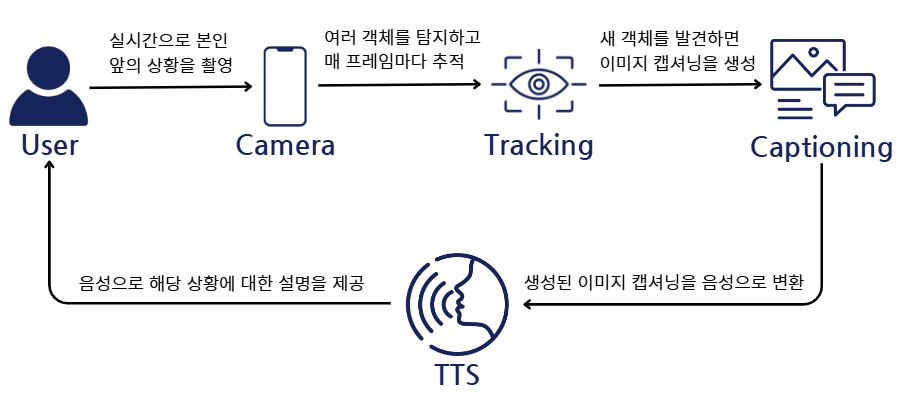 실시간으로 본인
앞의 상황을 촬영
여러 객체를 탐지하고
매 프레임마다 추적
새 객체를 발견하면
이미지 캡셔닝을 생성
User
Camera
Tracking
Captioning
음성으로 해당 상황에 대한 설명을 제공
생성된 이미지 캡셔닝을 음성으로 변환
TTS